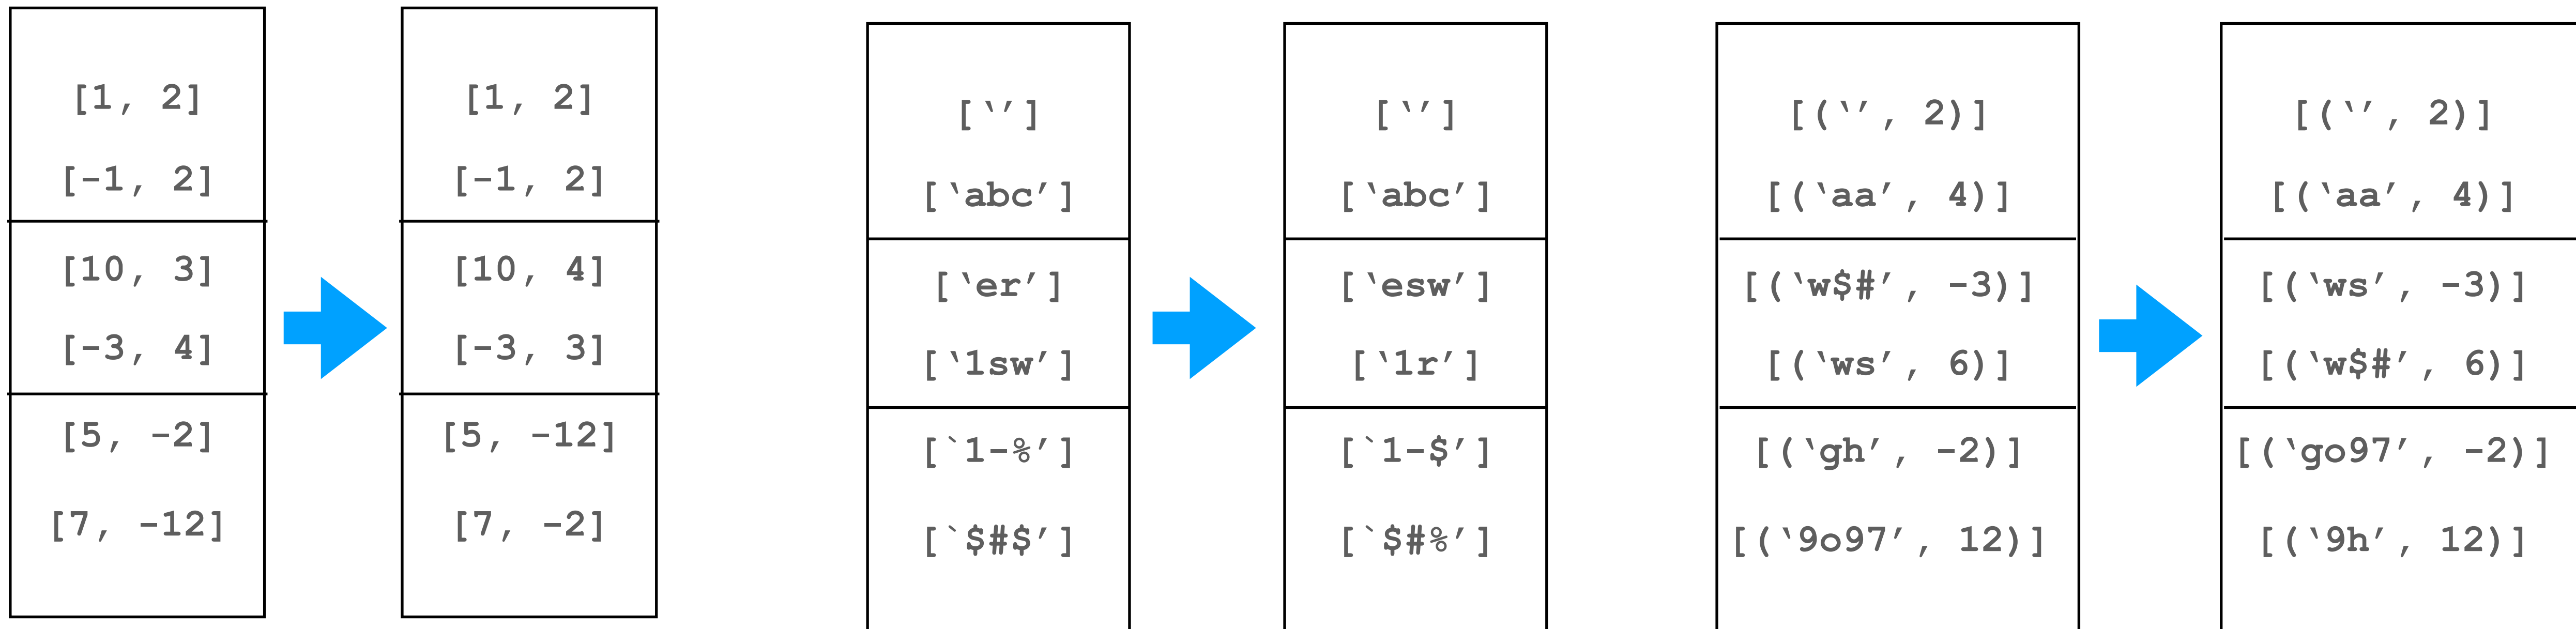 [1, 2]
[-1, 2]
[10, 3]
[-3, 4]
[5, -2]
[7, -12]
[1, 2]
[-1, 2]
[10, 4]
[-3, 3]
[5, -12]
[7, -2]
[‘’]
[‘abc’]
[‘er’]
[‘1sw’]
[`1-%’]
[`$#$’]
[‘’]
[‘abc’]
[‘esw’]
[‘1r’]
[`1-$’]
[`$#%’]
[(‘’, 2)]
[(‘aa’, 4)]
[(‘w$#’, -3)]
[(‘ws’, 6)]
[(‘gh’, -2)]
[(‘9o97’, 12)]
[(‘’, 2)]
[(‘aa’, 4)]
[(‘ws’, -3)]
[(‘w$#’, 6)]
[(‘go97’, -2)]
[(‘9h’, 12)]